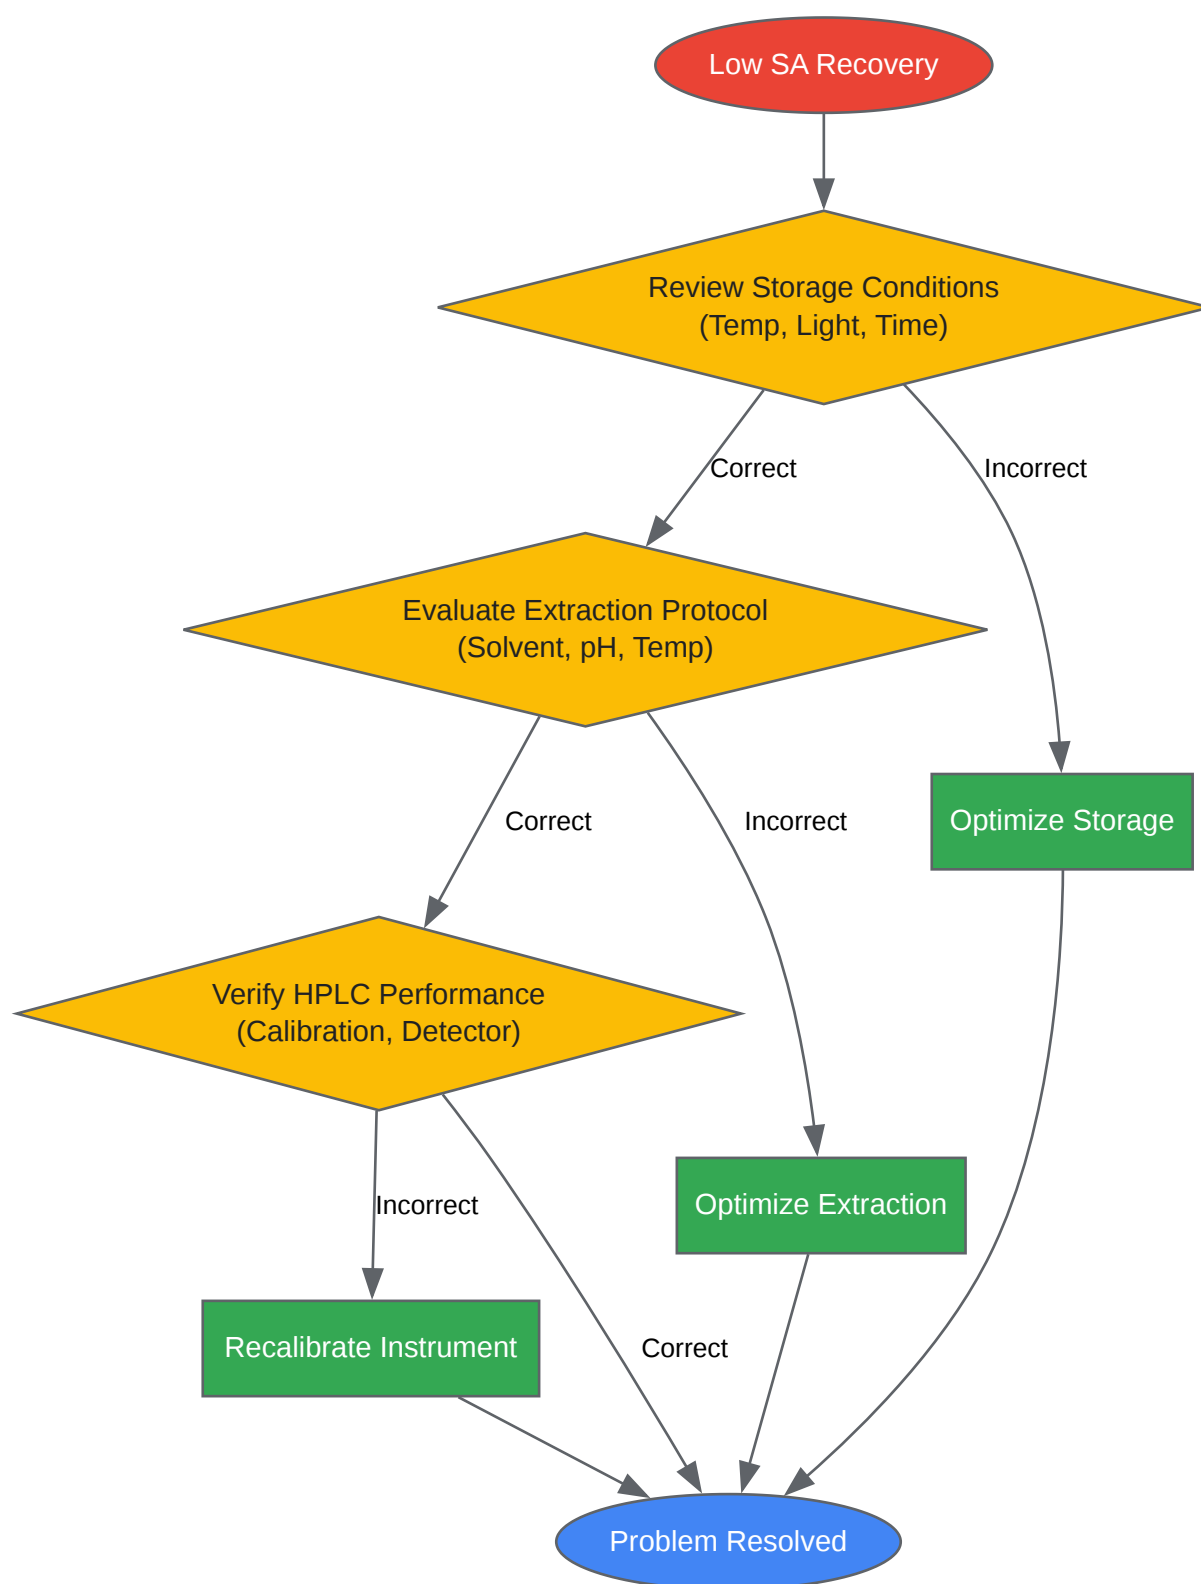 Low SA Recovery
Review Storage Conditions
(Temp, Light, Time)
Correct
Incorrect
Evaluate Extraction Protocol
(Solvent, pH, Temp)
Correct
Incorrect
Optimize Storage
Verify HPLC Performance
(Calibration, Detector)
Incorrect
Optimize Extraction
Recalibrate Instrument
Correct
Problem Resolved